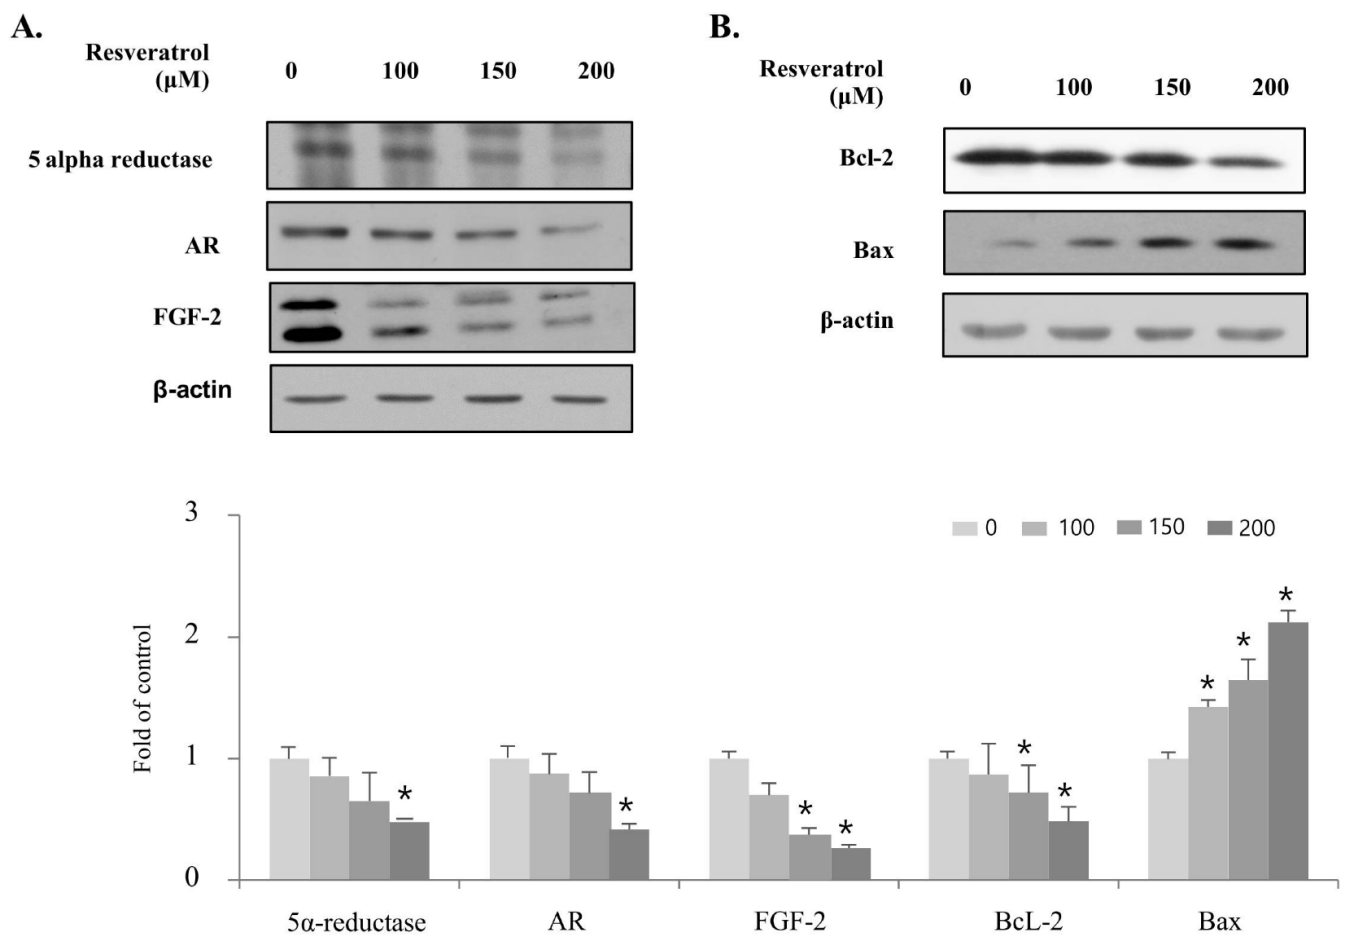 A.
Resveratrol
(μM)
0 100 150 200
5 alpha reductase
AR
FGF-2
β-actin
B.
Resveratrol
(μM)
0 100 150 200
Bcl-2
Bax
β-actin
3
2
1
0
Fold of control
0 100 150 200
* * * * * * * * *
5α-reductase AR FGF-2 BcL-2 Bax